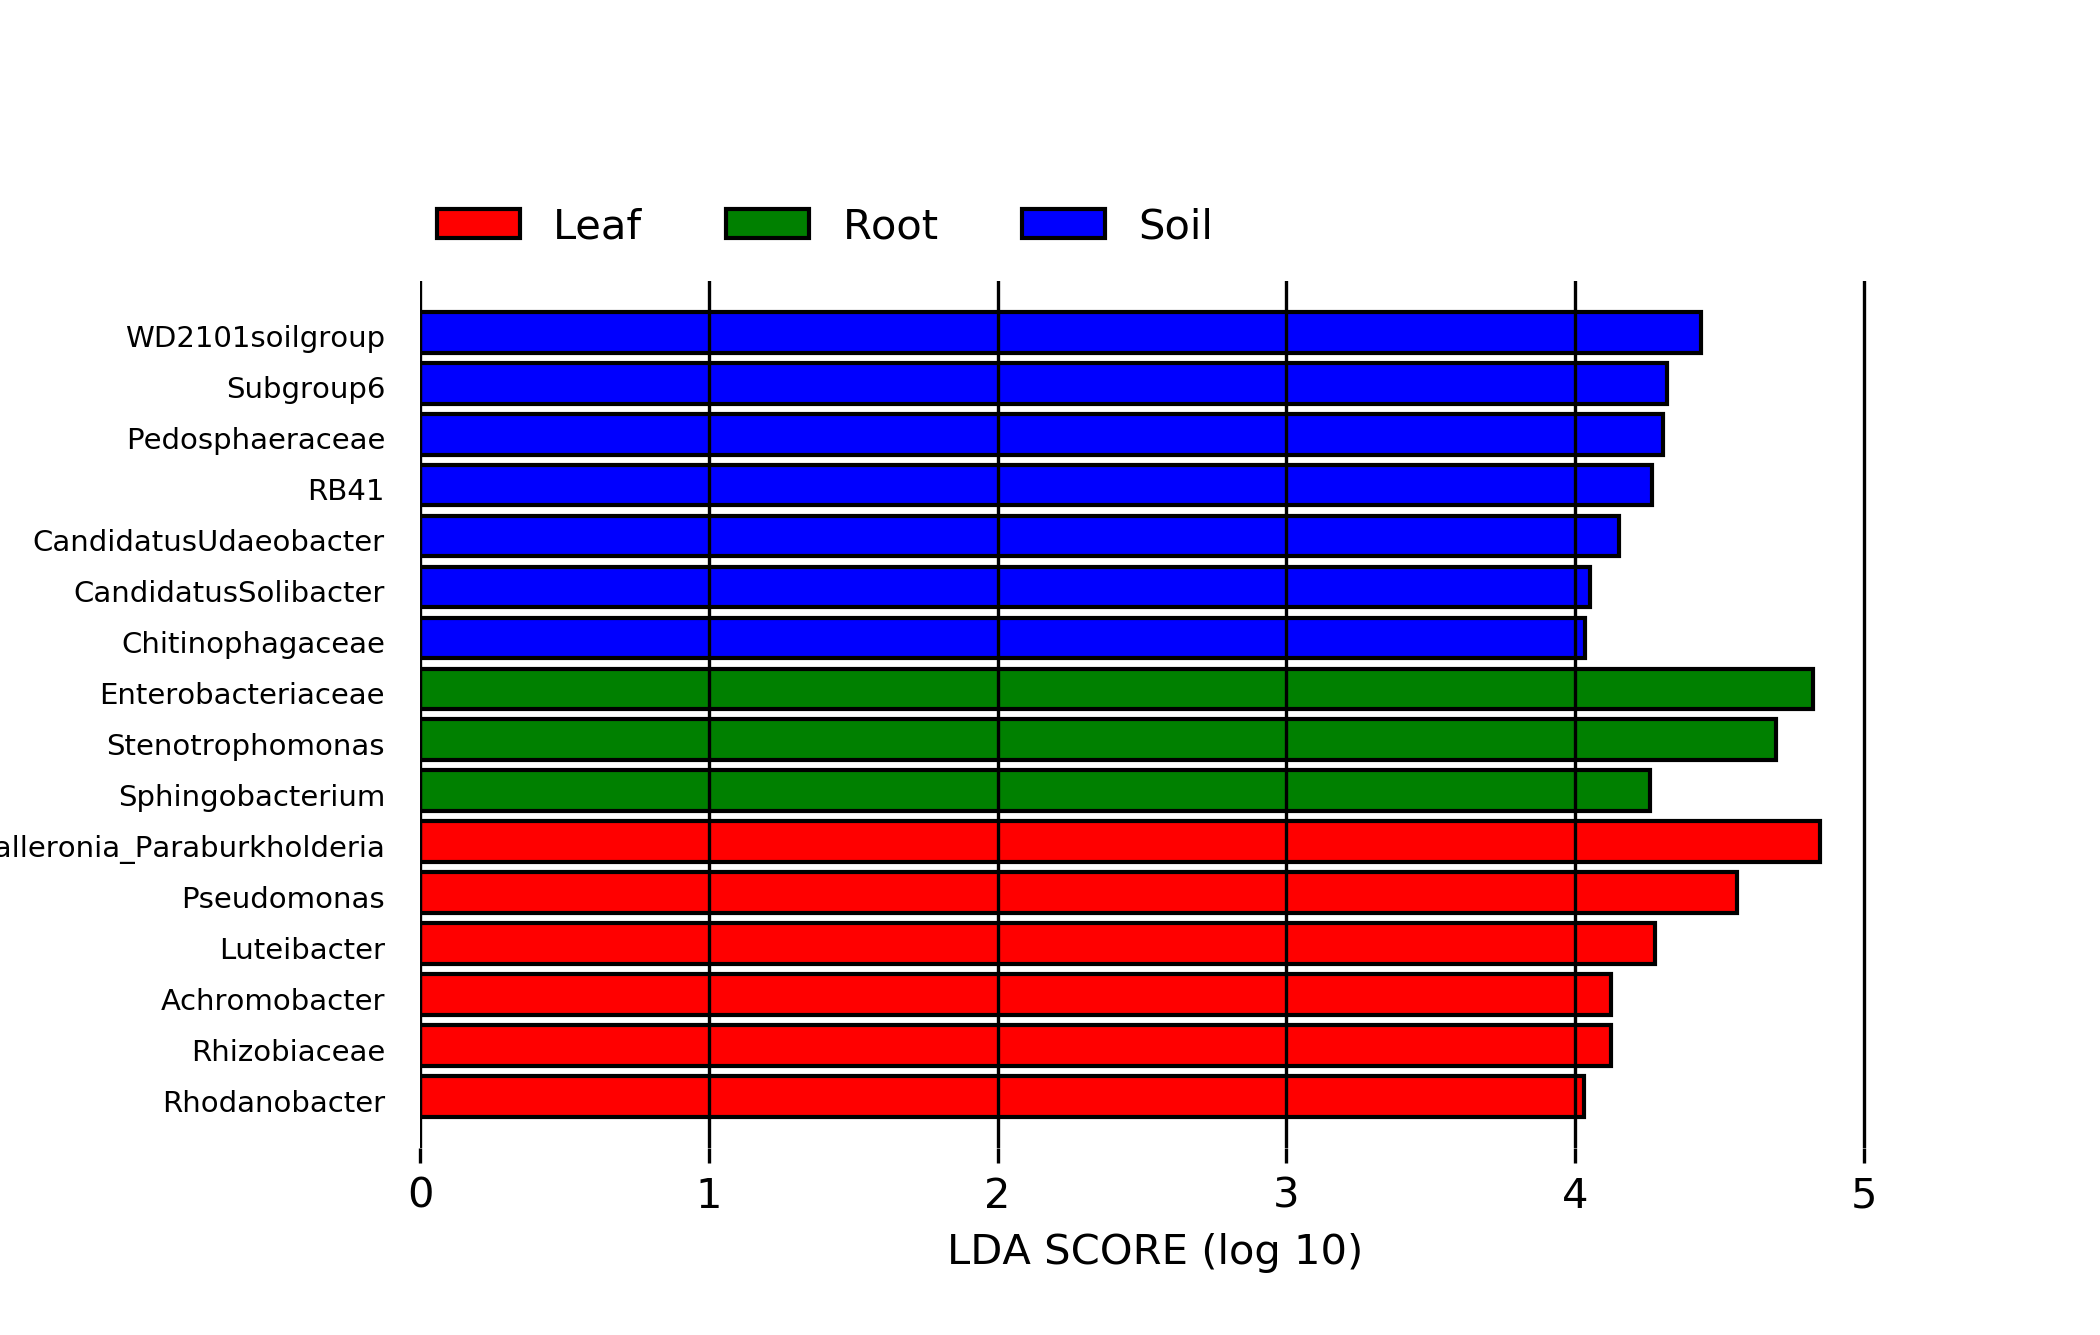 Leaf Root Soil
WD2101soilgroup
Subgroup6
Pedosphaeraceae
RB41
CandidatusUdaeobacter
CandidatusSolibacter
Chitinophagaceae
Enterobacteriaceae
Stenotrophomonas
Sphingobacterium
alleronia_Paraburkholderia
Pseudomonas
Luteibacter
Achromobacter
Rhizobiaceae
Rhodanobacter
0 1 2 3 4 5
LDA SCORE (log 10)